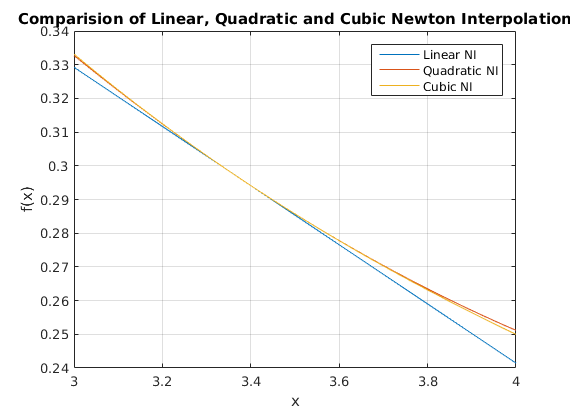 Comparision of Linear, Quadratic and Cubic Newton Interpolation
0.34
0.33
0.32
0.31
0.3
0.29
0.28
0.27
0.26
0.25
0.24
f(x)
Linear NI
Quadratic NI
Cubic NI
3 3.2 3.4 3.6 3.8 4
x